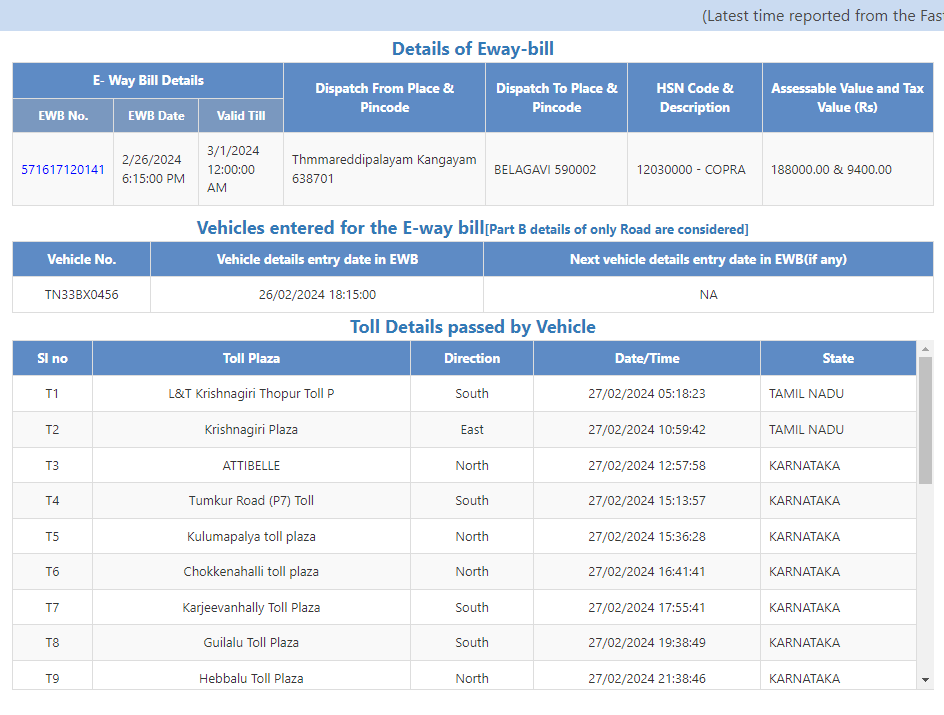 (Latest time reported from the Fast
Details of Eway-bill
E- Way Bill Details
Dispatch From Place & Pincode
Dispatch To Place & Pincode
HSN Code & Description
Assessable Value and Tax Value (Rs)
EWB No. EWB Date Valid Till
571617120141 2/26/2024 6:15:00 PM 3/1/2024 12:00:00 AM Thmmareddipalayam Kangayam 638701 BELAGAVI 590002 12030000 - COPRA 188000.00 & 9400.00
Vehicles entered for the E-way bill[Part B details of only Road are considered]
Vehicle No. Vehicle details entry date in EWB Next vehicle details entry date in EWB(if any)
TN33BX0456 26/02/2024 18:15:00 NA
Toll Details passed by Vehicle
Sl no Toll Plaza Direction Date/Time State
T1 L&T Krishnagiri Thopur Toll P South 27/02/2024 05:18:23 TAMIL NADU
T2 Krishnagiri Plaza East 27/02/2024 10:59:42 TAMIL NADU
T3 ATTIBELLE North 27/02/2024 12:57:58 KARNATAKA
T4 Tumkur Road (P7) Toll South 27/02/2024 15:13:57 KARNATAKA
T5 Kulumapalya toll plaza North 27/02/2024 15:36:28 KARNATAKA
T6 Chokkenahalli toll plaza North 27/02/2024 16:41:41 KARNATAKA
T7 Karjeevanhally Toll Plaza South 27/02/2024 17:55:41 KARNATAKA
T8 Guilalu Toll Plaza South 27/02/2024 19:38:49 KARNATAKA
T9 Hebbalu Toll Plaza North 27/02/2024 21:38:46 KARNATAKA